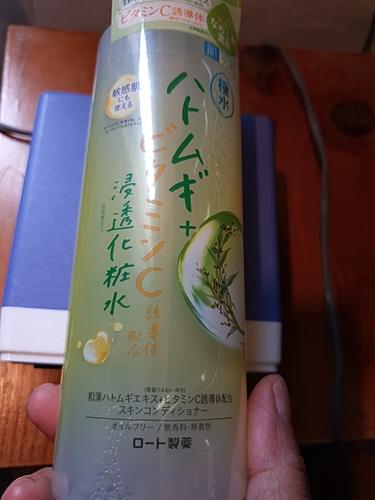 ビタミンC誘導体
肌
極水
敏感肌
にも
使える
ハトムギ+
ビタミンC
誘導体
配合
浸透化粧水
和漢ハトムギエキス+ビタミンC誘導体配合
スキンコンディショナー
オイルフリー / 無香料・無着色
ロート製薬